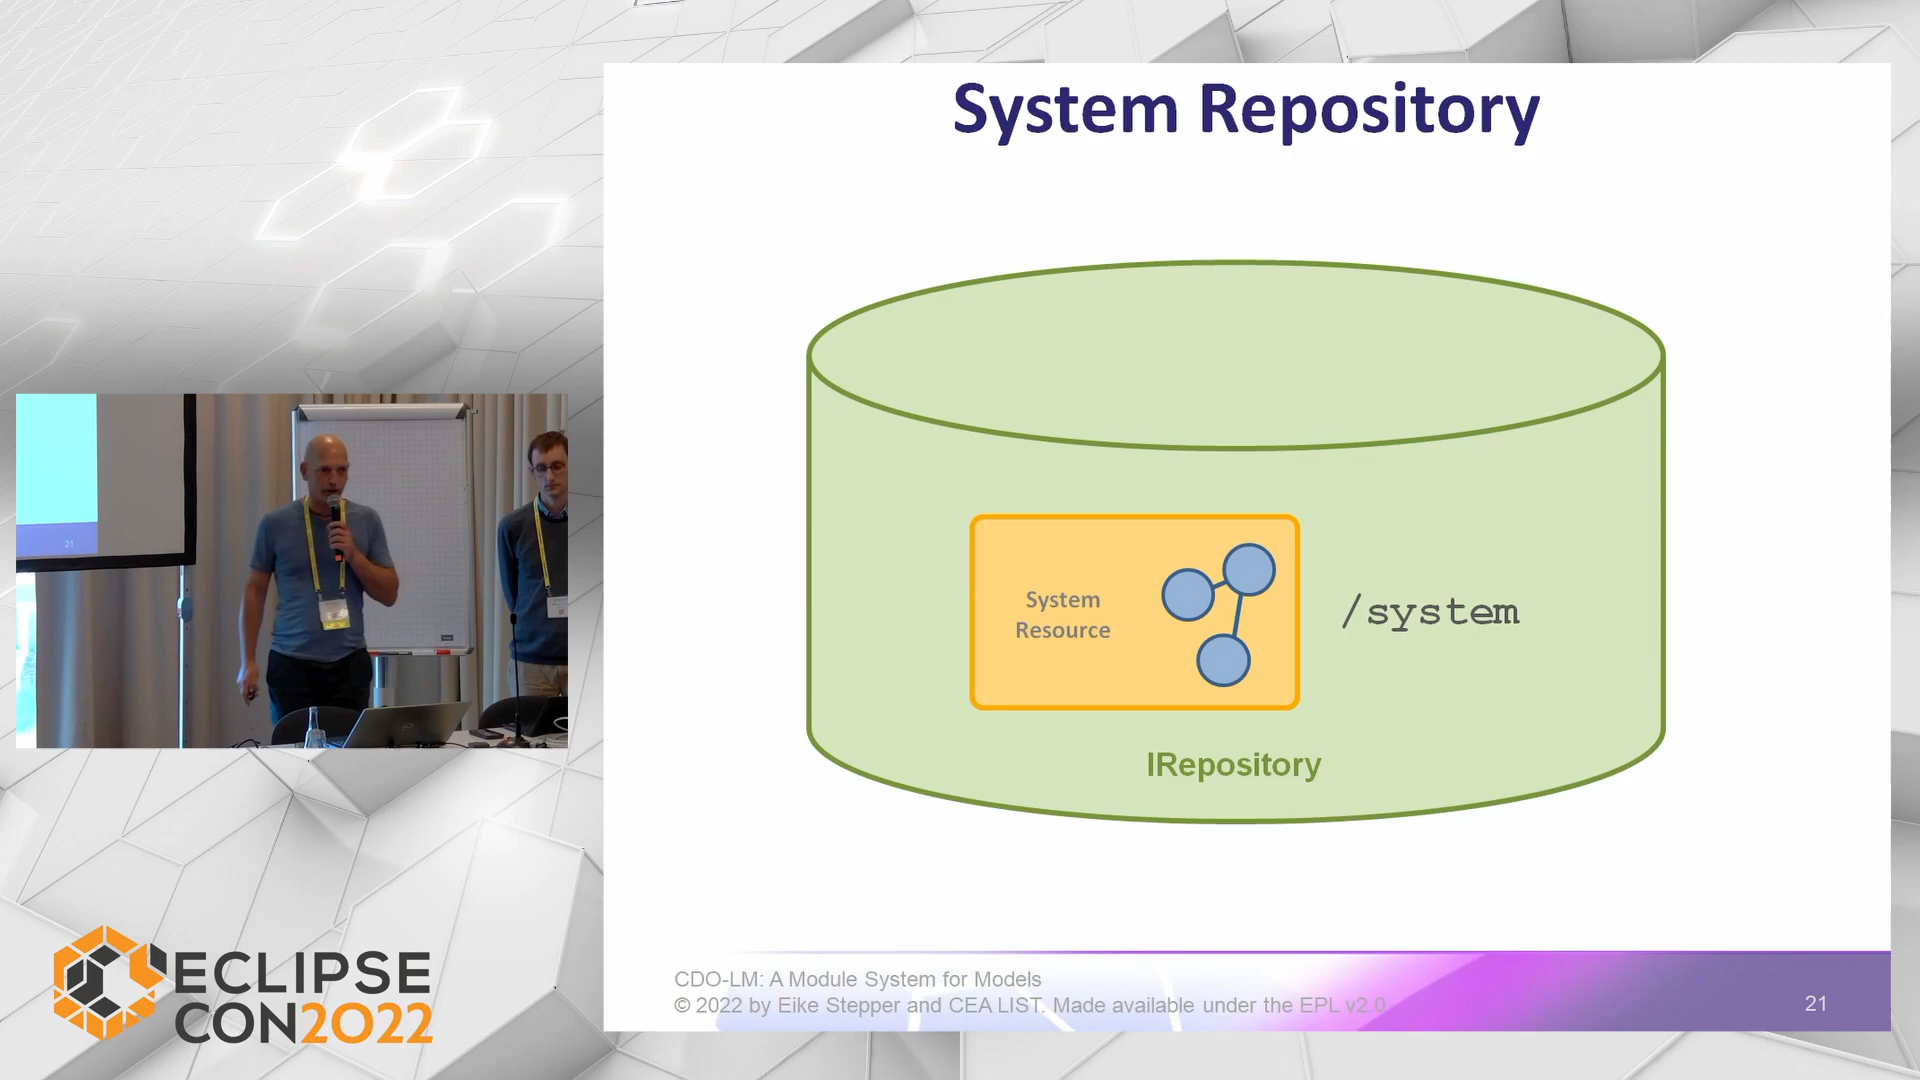 System Repository
System
Resource
/system
IRepository
CDO-LM: A Module System for Models
© 2022 by Eike Stepper and CEA LIST. Made available under the EPL v2.0
21
21
ECLIPSE
CON2022